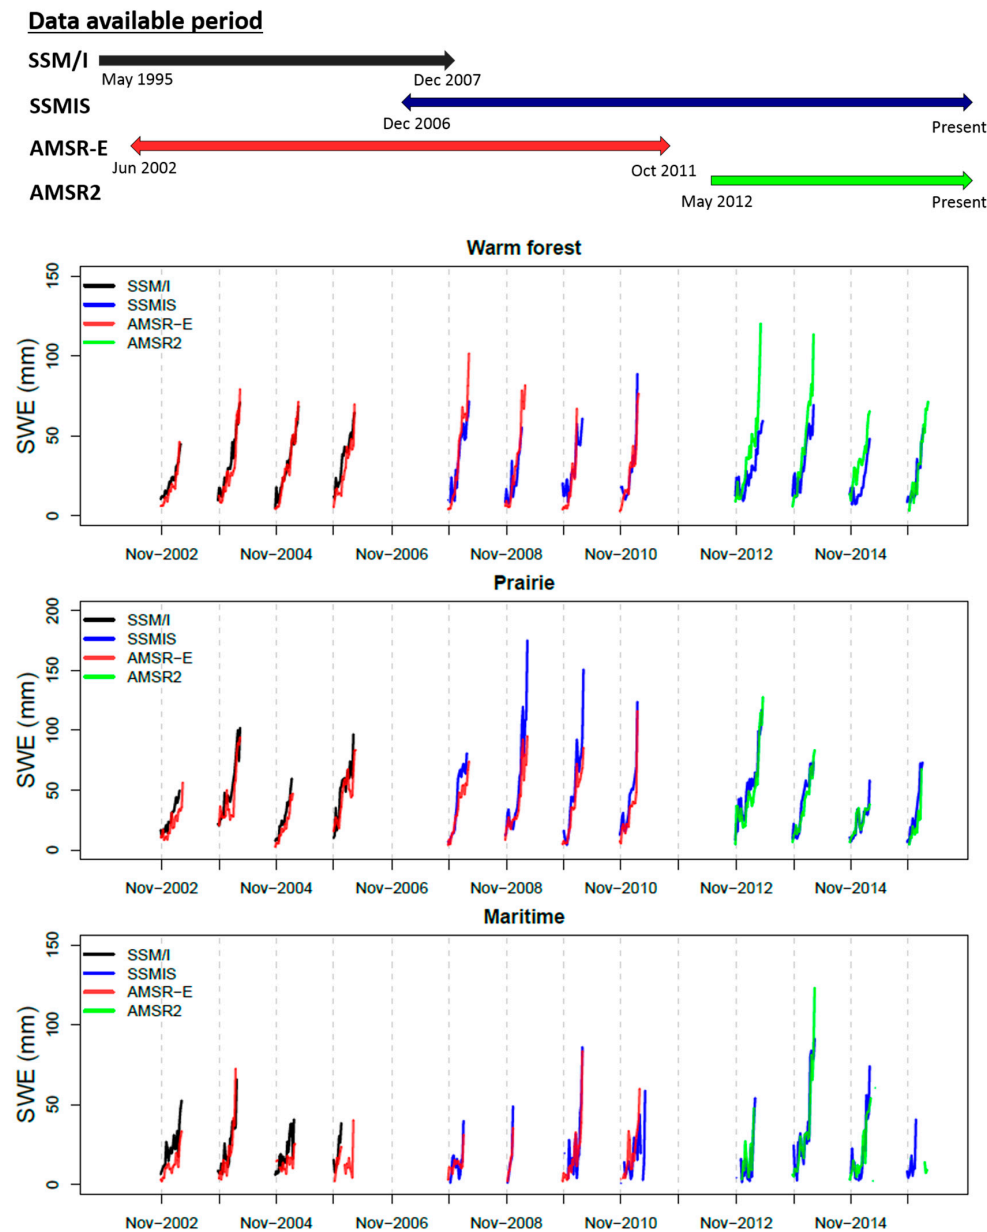 Data available period
SSM/I
May 1995 Dec 2007
SSMIS
Dec 2006 Present
AMSR-E
Jun 2002 Oct 2011
AMSR2
May 2012 Present
Warm forest
SWE (mm)
150
100
50
0
SSM/I
SSMIS
AMSR-E
AMSR2
Nov-2002 Nov-2004 Nov-2006 Nov-2008 Nov-2010 Nov-2012 Nov-2014
Prairie
SWE (mm)
200
150
100
50
0
SSM/I
SSMIS
AMSR-E
AMSR2
Nov-2002 Nov-2004 Nov-2006 Nov-2008 Nov-2010 Nov-2012 Nov-2014
Maritime
SWE (mm)
150
100
50
0
SSM/I
SSMIS
AMSR-E
AMSR2
Nov-2002 Nov-2004 Nov-2006 Nov-2008 Nov-2010 Nov-2012 Nov-2014